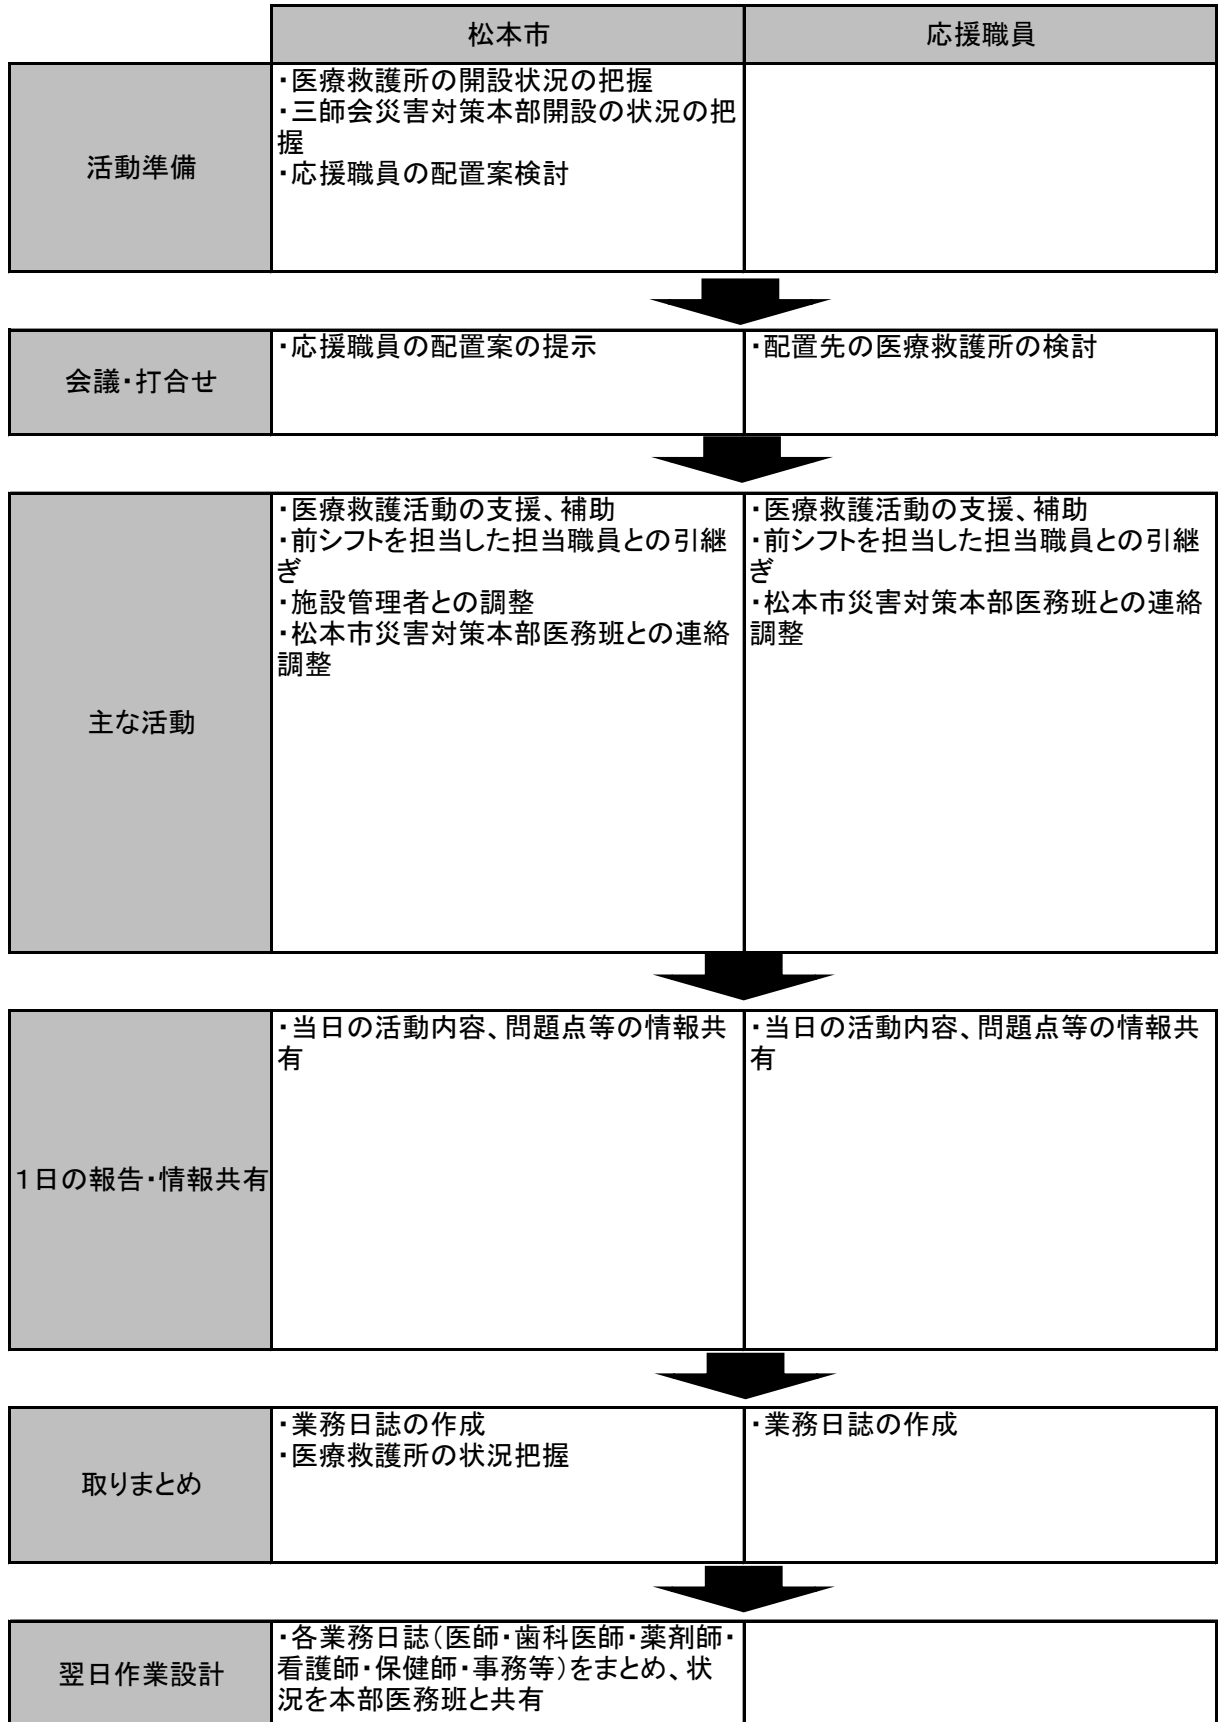 松本市
応援職員
活動準備
・医療救護所の開設状況の把握
・三師会災害対策本部開設の状況の把
握
・応援職員の配置案検討
会議・打合せ
・応援職員の配置案の提示
・配置先の医療救護所の検討
主な活動
・医療救護活動の支援、補助
・前シフトを担当した担当職員との引継
ぎ
・施設管理者との調整
・松本市災害対策本部医務班との連絡
調整
・医療救護活動の支援、補助
・前シフトを担当した担当職員との引継
ぎ
・松本市災害対策本部医務班との連絡
調整
１日の報告・情報共有
・当日の活動内容、問題点等の情報共
有
・当日の活動内容、問題点等の情報共
有
取りまとめ
・業務日誌の作成
・医療救護所の状況把握
・業務日誌の作成
翌日作業設計
・各業務日誌（医師・歯科医師・薬剤師・
看護師・保健師・事務等）をまとめ、状
況を本部医務班と共有